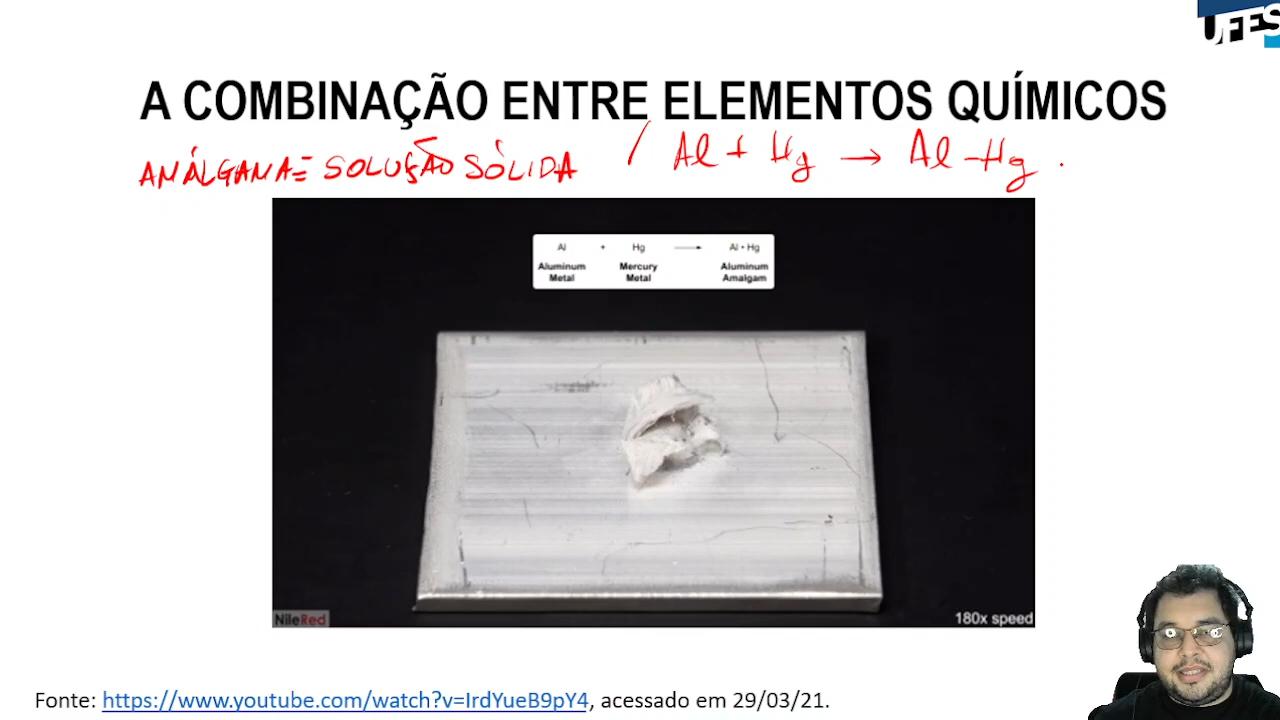 UFES
A COMBINAÇÃO ENTRE ELEMENTOS QUÍMICOS
ANÁLGANA = SOLUÇÃO SÓLIDA / Al + Hg → Al - Hg .
Al + Hg → Al • Hg
Aluminum Metal Mercury Metal Aluminum Amalgam
NileRed
180x speed
Fonte: https://www.youtube.com/watch?v=IrdYueB9pY4, acessado em 29/03/21.